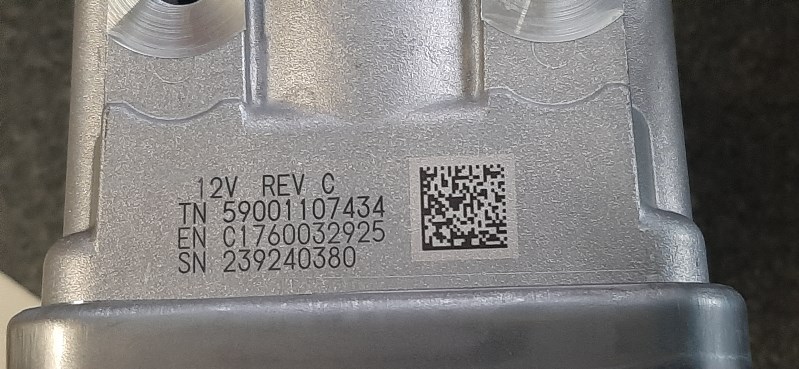 12V REV C
TN 59001107434
EN C1760032925
SN 239240380